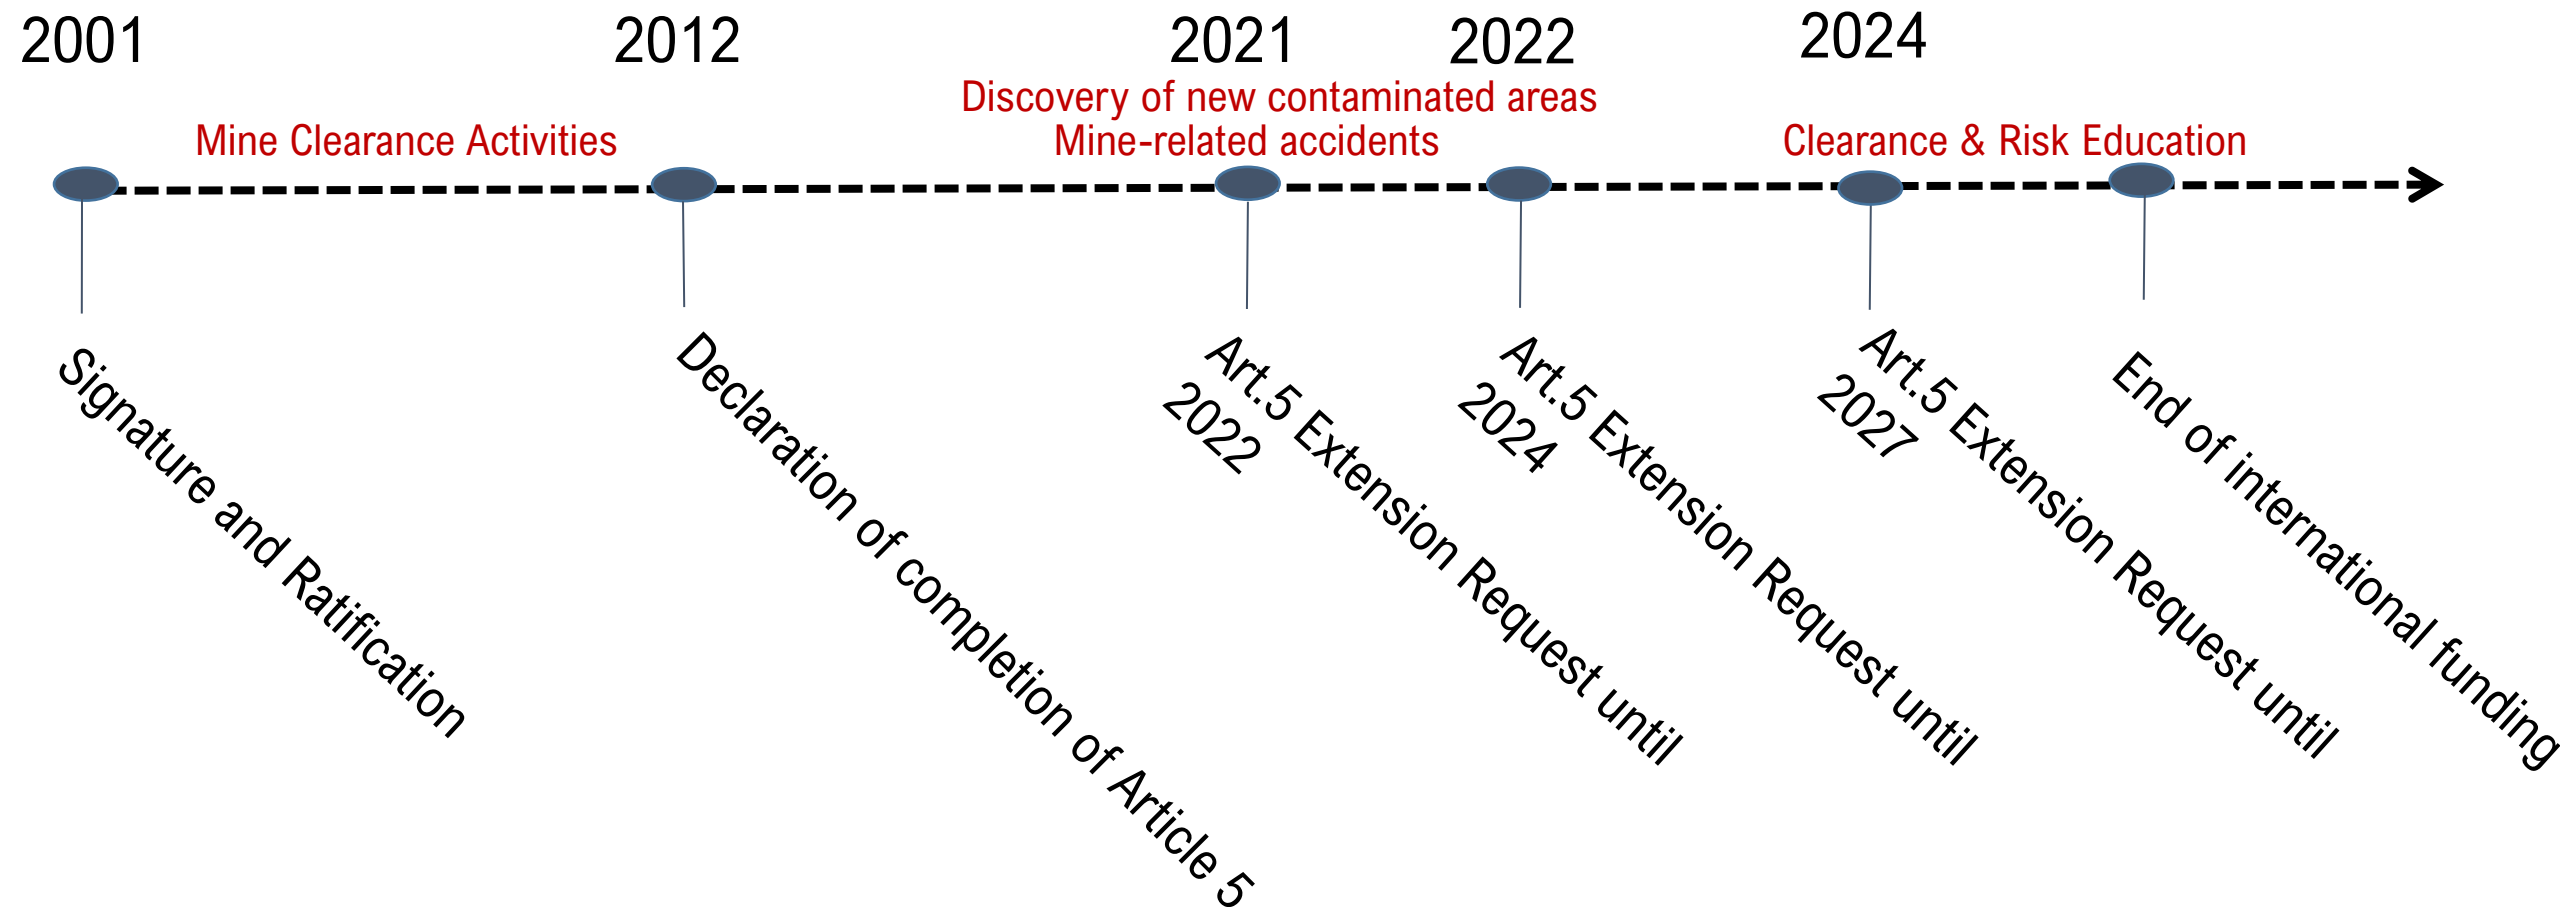 2001
2012
2021
2022
2024
Mine Clearance Activities
Discovery of new contaminated areas
Mine-related accidents
Clearance & Risk Education
Signature and Ratification
Declaration of completion of Article 5
Art.5 Extension Request until
2022
Art.5 Extension Request until
2024
Art.5 Extension Request until
2027
End of international funding